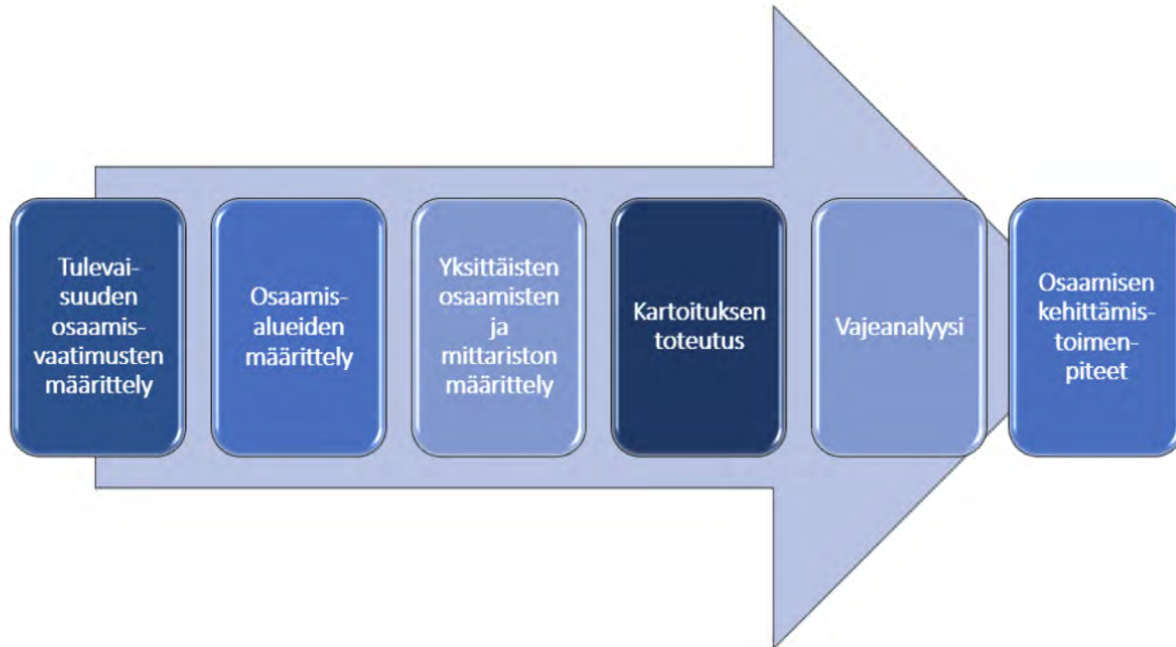 Tulevai-
suuden
osaamis-
vaatimusten
määrittely
Osaamis-
alueiden
määrittely
Yksittäisten
osaamisten
ja
mittariston
määrittely
Kartoituksen
toteutus
Vajeanalyysi
Osaamisen
kehittämis-
toimen-
piteet